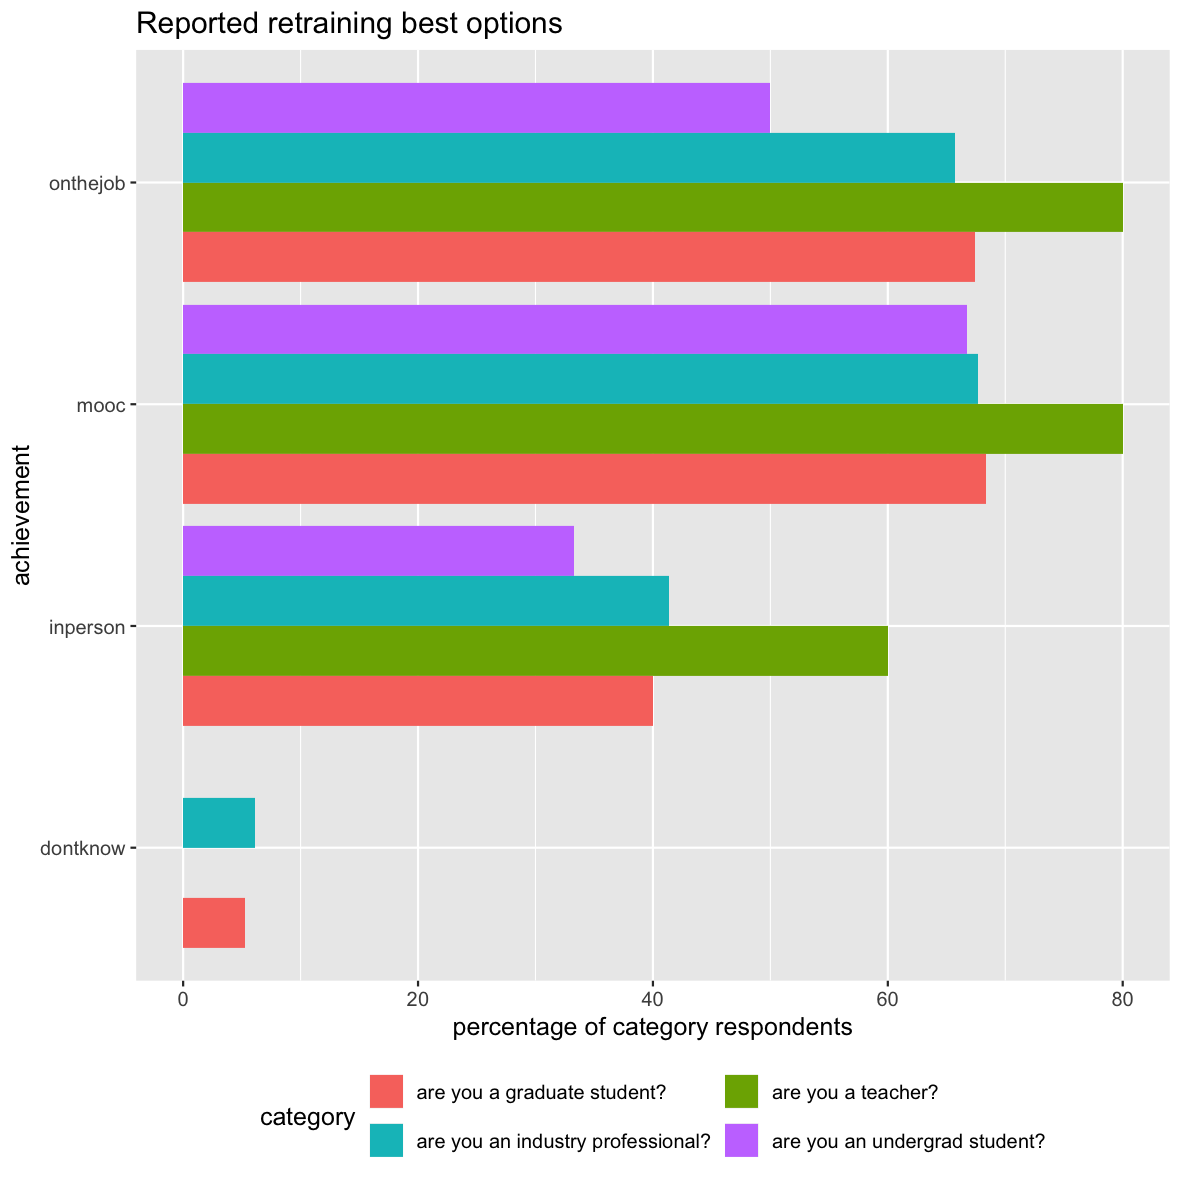 Reported retraining best options
onthejob
mooc
inperson
dontknow
achievement
0 20 40 60 80
percentage of category respondents
category
are you a graduate student? are you a teacher?
are you an industry professional? are you an undergrad student?